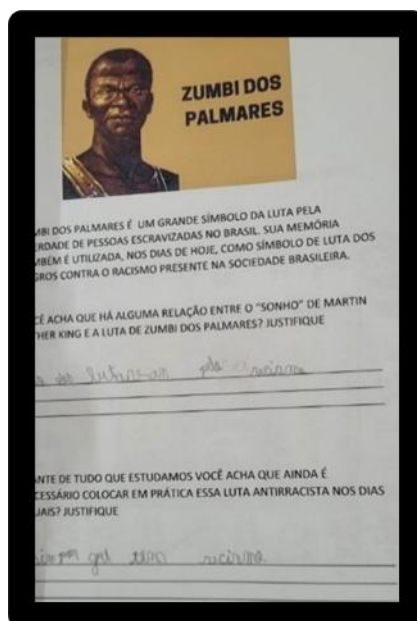 ZUMBI DOS
PALMARES
MBI DOS PALMARES É UM GRANDE SÍMBOLO DA LUTA PELA
ERDADE DE PESSOAS ESCRAVIZADAS NO BRASIL. SUA MEMÓRIA
MBÉM É UTILIZADA, NOS DIAS DE HOJE, COMO SÍMBOLO DE LUTA DOS
GROS CONTRA O RACISMO PRESENTE NA SOCIEDADE BRASILEIRA.
CÊ ACHA QUE HÁ ALGUMA RELAÇÃO ENTRE O "SONHO" DE MARTIN
THER KING E A LUTA DE ZUMBI DOS PALMARES? JUSTIFIQUE
pelo racismo
ANTE DE TUDO QUE ESTUDAMOS VOCÊ ACHA QUE AINDA É
CESSÁRIO COLOCAR EM PRÁTICA ESSA LUTA ANTIRRACISTA NOS DIAS
UAIS? JUSTIFIQUE
tem racismo